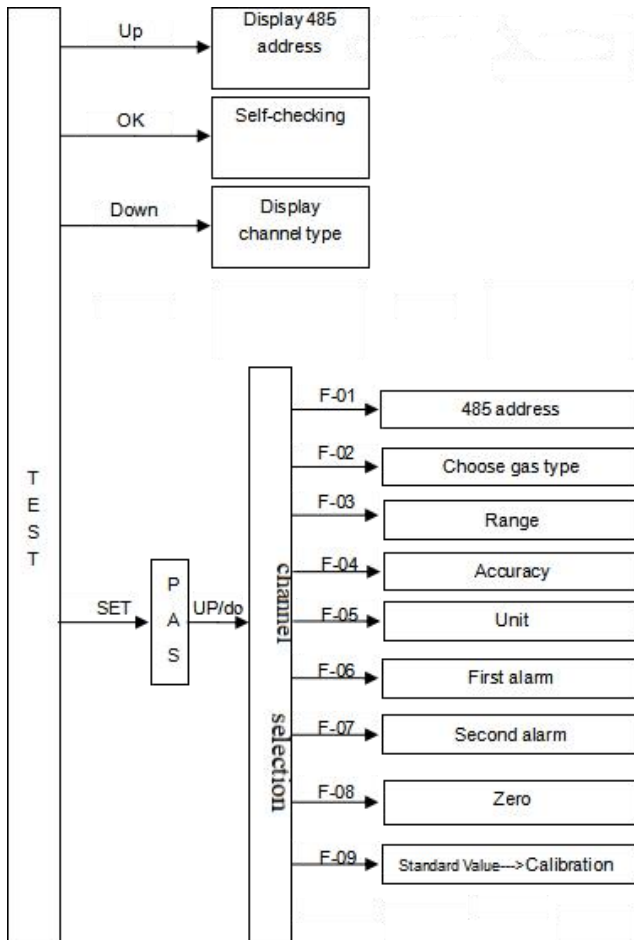 Up
Display 485
address
OK
Self-checking
Down
Display
channel type
T
E
S
T
SET
P
A
S
UP/do
channel
selection
F-01
485 address
F-02
Choose gas type
F-03
Range
F-04
Accuracy
F-05
Unit
F-06
First alarm
F-07
Second alarm
F-08
Zero
F-09
Standard Value--->Calibration